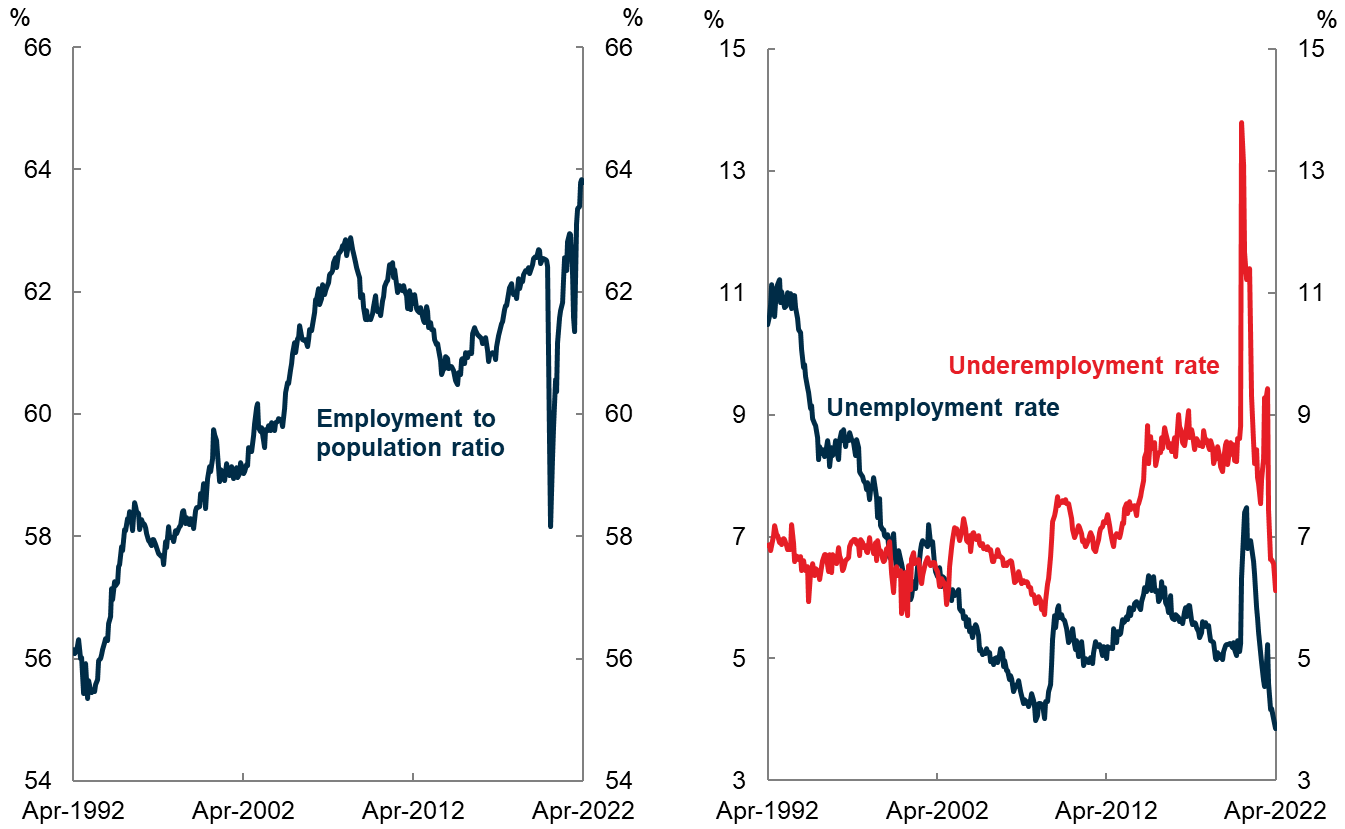 % %
66 66
64 64
62 62
60 60
Employment to
population ratio
58 58
56 56
54 54
Apr-1992 Apr-2002 Apr-2012 Apr-2022
% %
15 15
13 13
11 11
Underemployment rate
Unemployment rate
9 9
7 7
5 5
3 3
Apr-1992 Apr-2002 Apr-2012 Apr-2022